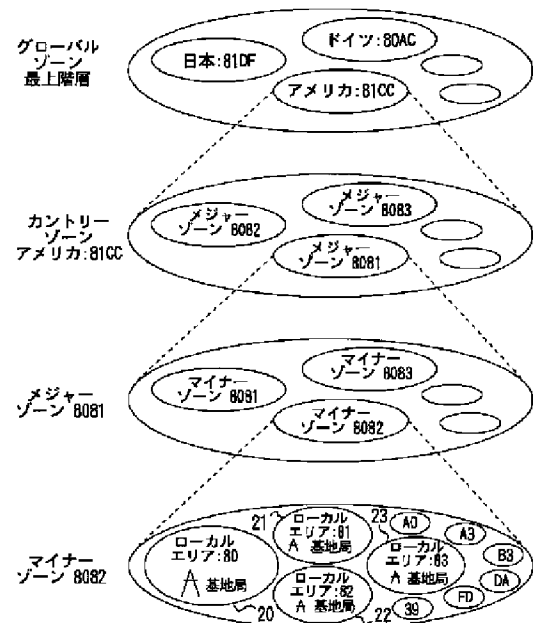 グローバル
ゾーン
最上階層
日本:81DF
ドイツ:80AC
アメリカ:81CC
カントリー
ゾーン
アメリカ:81CC
メジャー
ゾーン 8082
メジャー
ゾーン 8083
メジャー
ゾーン 8081
メジャー
ゾーン 8081
マイナー
ゾーン 8081
マイナー
ゾーン 8083
マイナー
ゾーン 8082
マイナー
ゾーン 8082
ローカル
エリア:80
基地局
20
21
ローカル
エリア:81
基地局
ローカル
エリア:82
基地局
22
23
ローカル
エリア:83
基地局
A0
A3
B3
DA
FD
39